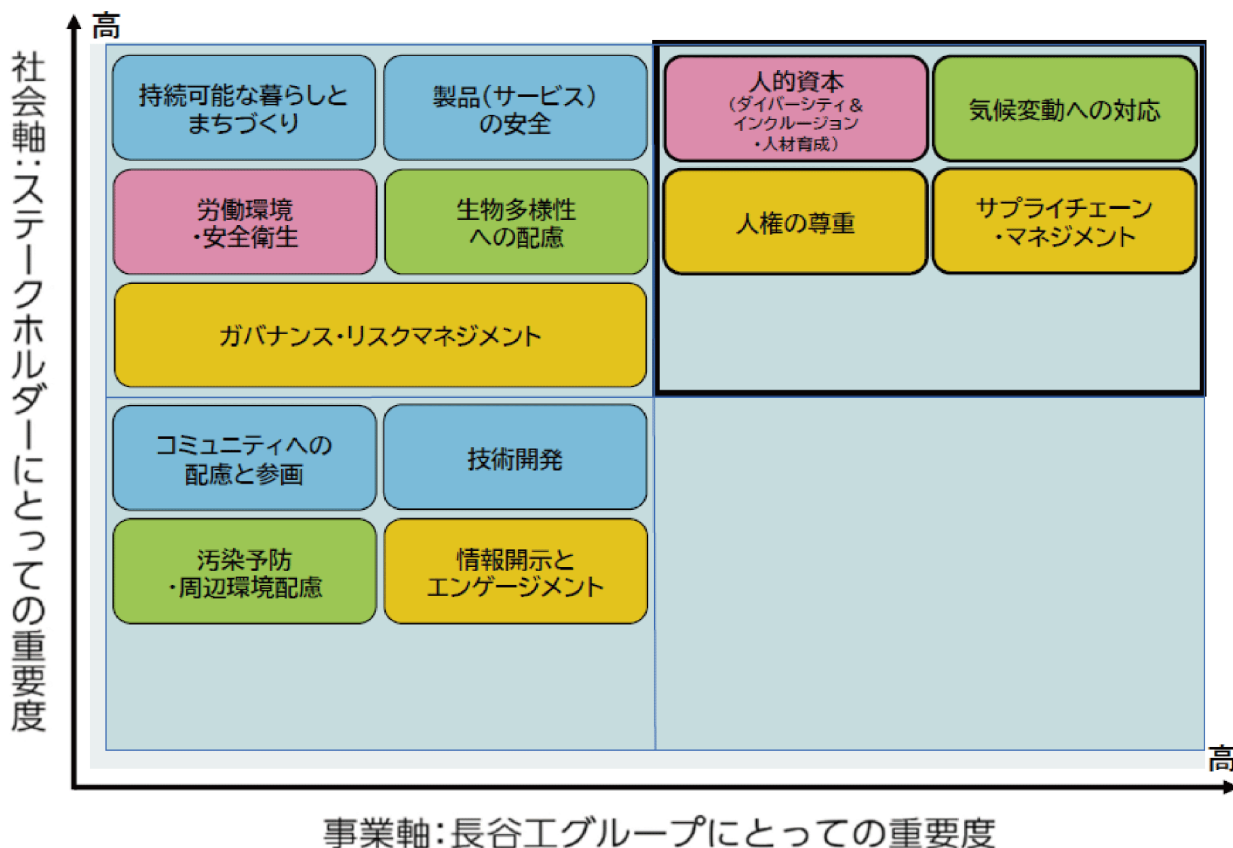 高
社会軸：ステークホルダーにとっての重要度
持続可能な暮らしと
まちづくり
製品（サービス）
の安全
人的資本
（ダイバーシティ＆
インクルージョン
・人材育成）
気候変動への対応
労働環境
・安全衛生
生物多様性
への配慮
人権の尊重
サプライチェーン
・マネジメント
ガバナンス・リスクマネジメント
コミュニティへの
配慮と参画
技術開発
汚染予防
・周辺環境配慮
情報開示と
エンゲージメント
高
事業軸：長谷工グループにとっての重要度